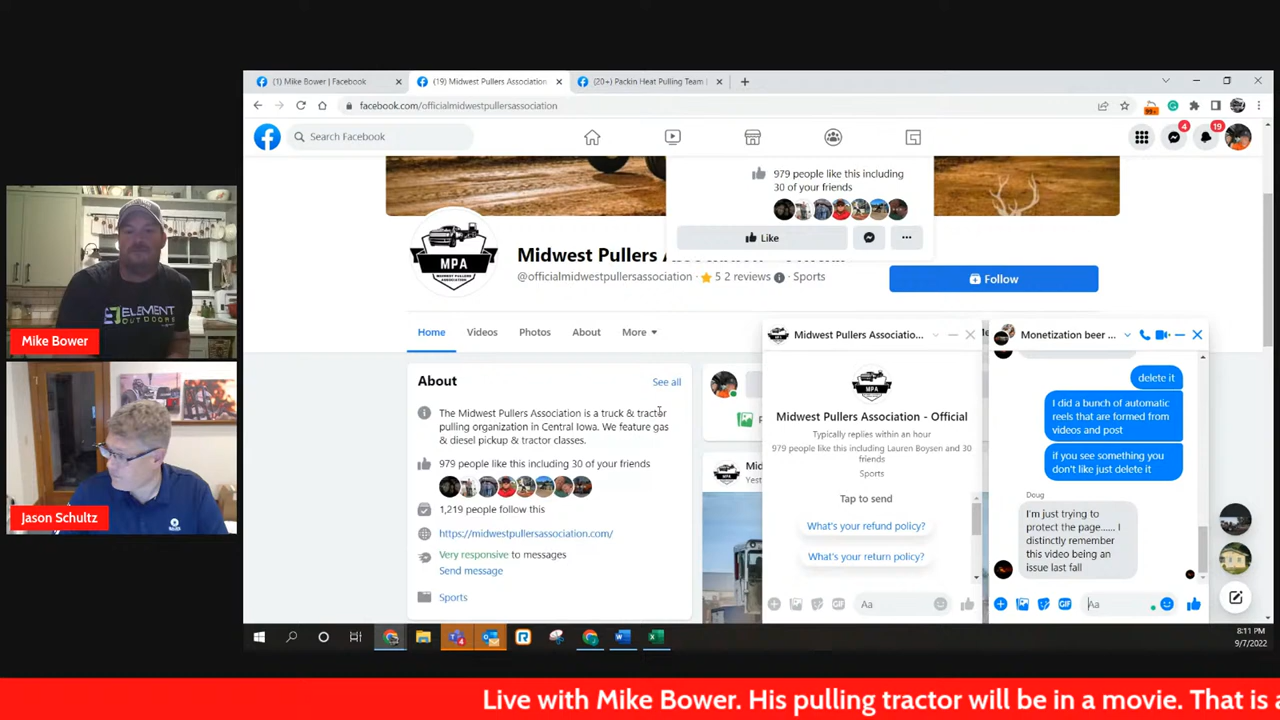 (1) Mike Bower | Facebook
(19) Midwest Pullers Association
(20+) Packin Heat Pulling Team |
facebook.com/officialmidwestpullersassociation
95+
Search Facebook
4
19
979 people like this including
30 of your friends
Like
MPA
MIDWEST PULLERS
ASSOCIATION
Midwest Pullers
@officialmidwestpullersassociation · 5 2 reviews · Sports
Follow
Home
Videos
Photos
About
More
About
See all
The Midwest Pullers Association is a truck & tractor
pulling organization in Central Iowa. We feature gas
& diesel pickup & tractor classes.
979 people like this including 30 of your friends
1,219 people follow this
https://midwestpullersassociation.com/
Very responsive to messages
Send message
Sports
Mid
Yest
Midwest Pullers Associatio...
Midwest Pullers Association - Official
Typically replies within an hour
979 people like this including Lauren Boysen and 30
friends
Sports
Tap to send
What's your refund policy?
What's your return policy?
GIF
Aa
Monetization beer ...
delete it
I did a bunch of automatic
reels that are formed from
videos and post
if you see something you
don't like just delete it
Doug
I'm just trying to
protect the page...... I
distinctly remember
this video being an
issue last fall
GIF
Aa
8:11 PM
9/7/2022
ELEMENT
OUTDOORS
Mike Bower
Jason Schultz
Live with Mike Bower. His pulling tractor will be in a movie. That is a